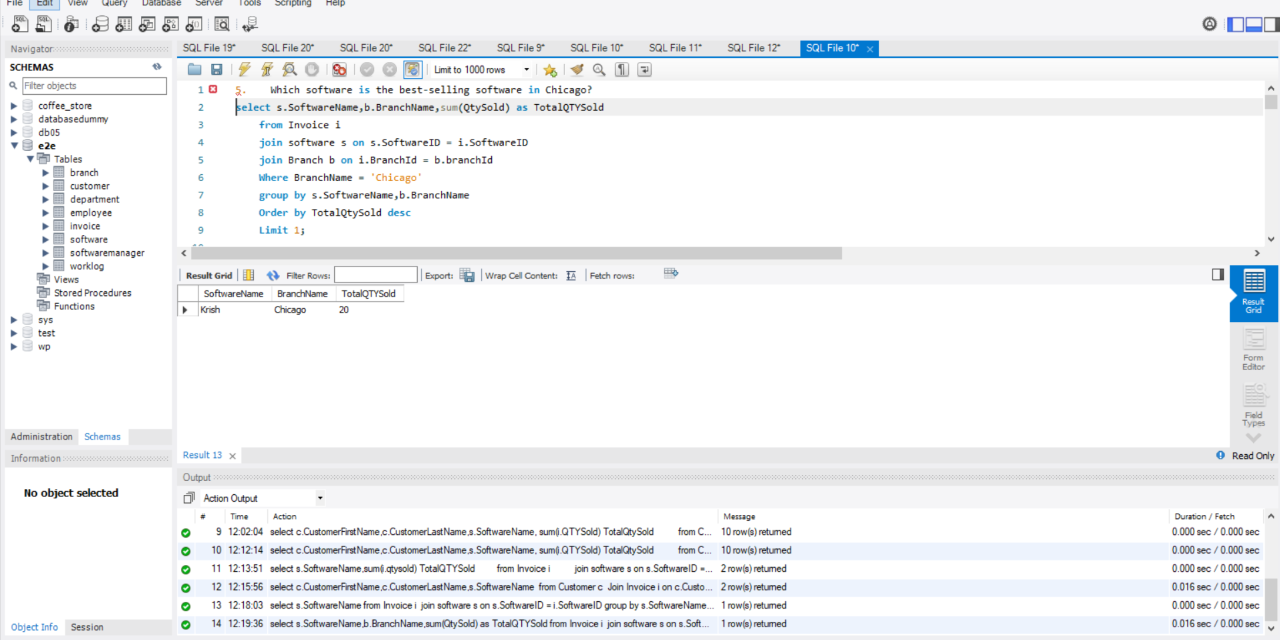 File Edit View Query Database Server Tools Scripting Help
Navigator
SCHEMAS
Filter objects
coffee_store
databasedummy
db05
e2e
Tables
branch
customer
department
employee
invoice
software
softwaremanager
worklog
Views
Stored Procedures
Functions
sys
test
wp
Administration Schemas
Information
No object selected
Object Info Session
SQL File 19* SQL File 20* SQL File 20* SQL File 22* SQL File 9* SQL File 10* SQL File 11* SQL File 12* SQL File 10*
Limit to 1000 rows
1 5. Which software is the best-selling software in Chicago?
2 select s.SoftwareName,b.BranchName,sum(QtySold) as TotalQTYSold
3 from Invoice i
4 join software s on s.SoftwareID = i.SoftwareID
5 join Branch b on i.BranchId = b.branchId
6 Where BranchName = 'Chicago'
7 group by s.SoftwareName,b.BranchName
8 Order by TotalQtySold desc
9 Limit 1;
Result Grid Filter Rows: Export: Wrap Cell Content: Fetch rows:
SoftwareName BranchName TotalQTYSold
Krish Chicago 20
Result Grid
Form Editor
Field Types
Result 13
Read Only
Output
Action Output
# Time Action Message Duration / Fetch
9 12:02:04 select c.CustomerFirstName,c.CustomerLastName,s.SoftwareName, sum(i.QTYSold) TotalQtySold from C... 10 row(s) returned 0.000 sec / 0.000 sec
10 12:12:14 select c.CustomerFirstName,c.CustomerLastName,s.SoftwareName, sum(i.QTYSold) TotalQtySold from C... 10 row(s) returned 0.000 sec / 0.000 sec
11 12:13:51 select s.SoftwareName,sum(i.qtysold) TOTALQTYSold from Invoice i join software s on s.SoftwareID =... 2 row(s) returned 0.000 sec / 0.000 sec
12 12:15:56 select c.CustomerFirstName,c.CustomerLastName,s.SoftwareName from Customer c Join Invoice i on c.Custo... 2 row(s) returned 0.016 sec / 0.000 sec
13 12:18:03 select s.SoftwareName from Invoice i join software s on s.SoftwareID = i.SoftwareID group by s.SoftwareName... 1 row(s) returned 0.000 sec / 0.000 sec
14 12:19:36 select s.SoftwareName,b.BranchName,sum(QtySold) as TotalQTYSold from Invoice i join software s on s.Soft... 1 row(s) returned 0.016 sec / 0.000 sec